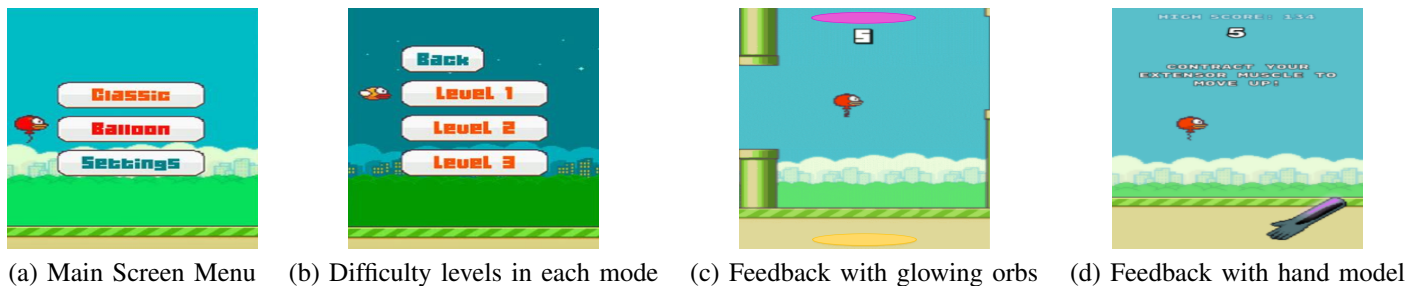 Classic
Balloon
Settings
Back
Level 1
Level 2
Level 3
5
HIGH SCORE: 134
5
CONTRACT YOUR
EXTENSOR MUSCLE TO
MOVE UP!
(a) Main Screen Menu
(b) Difficulty levels in each mode
(c) Feedback with glowing orbs
(d) Feedback with hand model